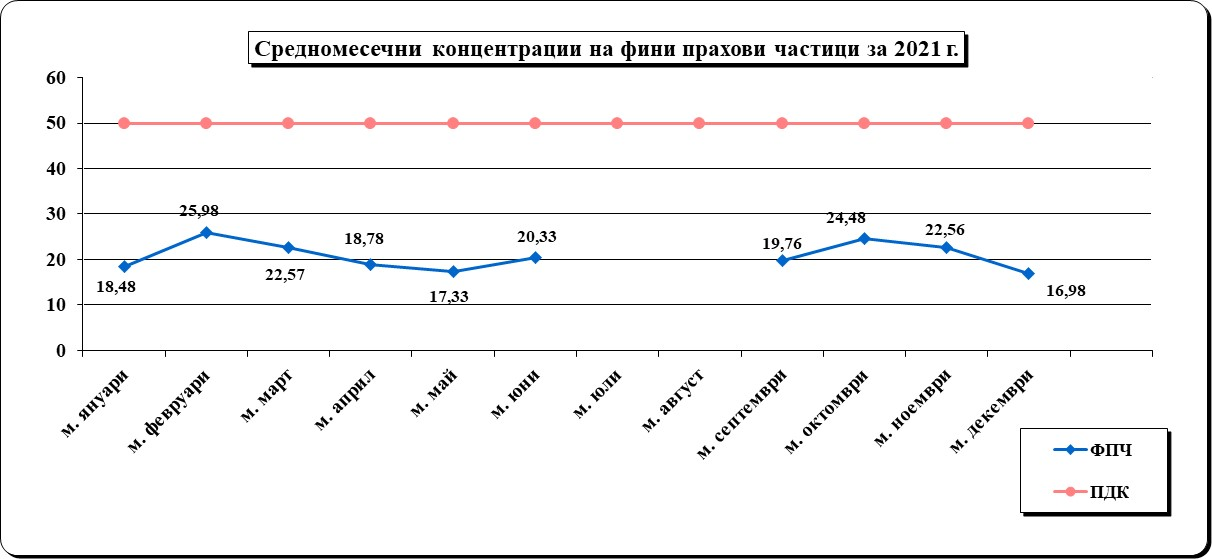 Средномесечни концентрации на фини прахови частици за 2021 г.
60
50
40
30
20
10
0
18,48
25,98
22,57
18,78
17,33
20,33
19,76
24,48
22,56
16,98
м. януари
м. февруари
м. март
м. април
м. май
м. юни
м. юли
м. август
м. септември
м. октомври
м. ноември
м. декември
ФПЧ
ПДК